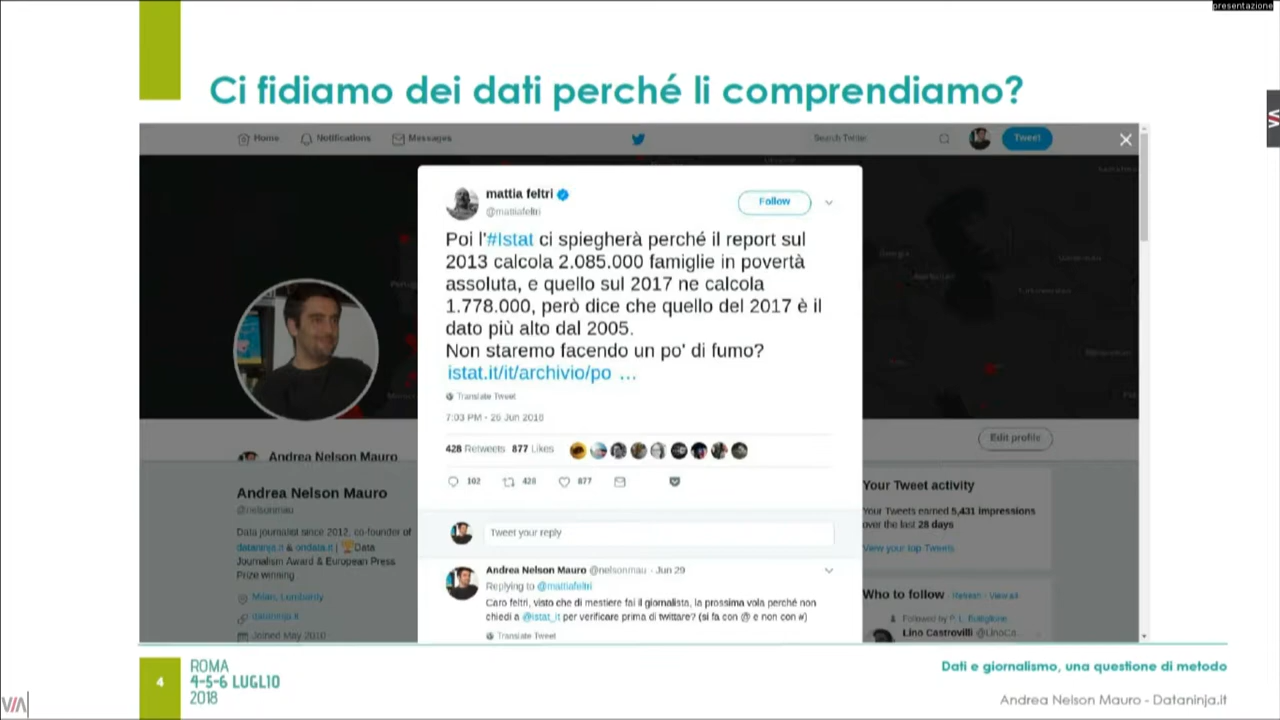 presentazione
Ci fidiamo dei dati perché li comprendiamo?
Home Notifications Messages
Search Twitter
Tweet
mattia feltri
@mattiafeltri
Follow
Poi l'#Istat ci spiegherà perché il report sul
2013 calcola 2.085.000 famiglie in povertà
assoluta, e quello sul 2017 ne calcola
1.778.000, però dice che quello del 2017 è il
dato più alto dal 2005.
Non staremo facendo un po' di fumo?
istat.it/it/archivio/po …
Translate Tweet
7:03 PM - 26 Jun 2018
428 Retweets 877 Likes
102 428 877
Tweet your reply
Andrea Nelson Mauro @nelsonmau · Jun 29
Replying to @mattiafeltri
Caro feltri, visto che di mestiere fai il giornalista, la prossima vola perché non
chiedi a @istat_it per verificare prima di twittare? (si fa con @ e non con #)
Translate Tweet
Andrea Nelson Mauro
Andrea Nelson Mauro
@nelsonmau
Data journalist since 2012, co-founder of
dataninja.it & ondata.it | Data
Journalism Award & European Press
Prize winning
Milan, Lombardy
dataninja.it
Joined May 2010
Edit profile
Your Tweet activity
Your Tweets earned 5,431 impressions
over the last 28 days
View your top Tweets
Who to follow · Refresh · View all
Followed by P. L. Butiglione
Lino Castrovilli @LinoCa...
4
ROMA
4-5-6 LUGLIO
2018
Dati e giornalismo, una questione di metodo
Andrea Nelson Mauro - Dataninja.it